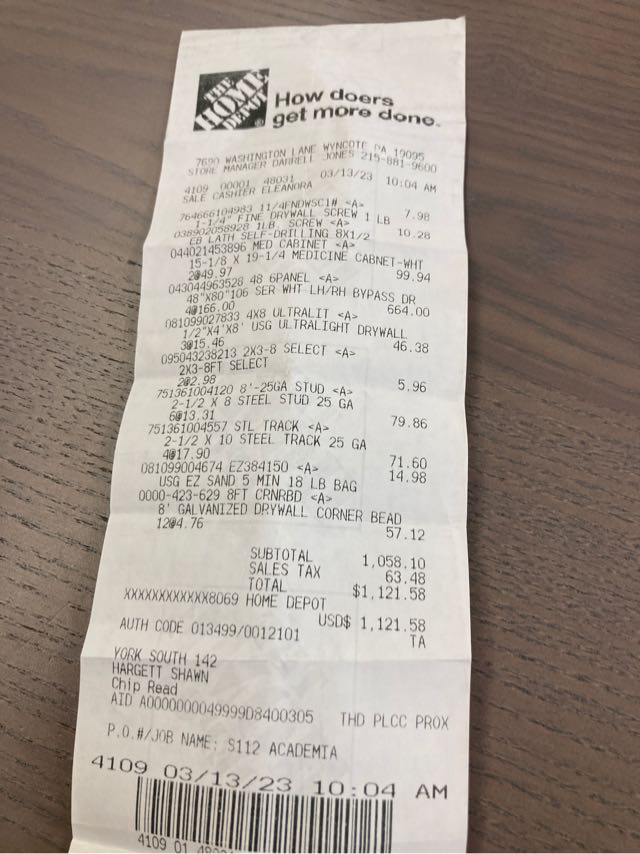 THE
HOME
DEPOT
How doers
get more done.
7690 WASHINGTON LANE WYNCOTE PA 19095
STORE MANAGER DARRELL JONES 215-881-9600
4109 00001 48031 03/13/23 10:04 AM
SALE CASHIER ELEANORA
764666104983 11/4FNDWSC1# <A> 7.98
1-1/4" FINE DRYWALL SCREW 1 LB
038902058928 1LB. SCREW <A> 10.28
EB LATH SELF-DRILLING 8X1/2
044021453896 MED CABINET <A>
15-1/8 X 19-1/4 MEDICINE CABNET-WHT
2@49.97 99.94
043044963528 48 6PANEL <A>
48"X80"106 SER WHT LH/RH BYPASS DR
4@166.00 664.00
081099027833 4X8 ULTRALIT <A>
1/2"X4'X8' USG ULTRALIGHT DRYWALL
3@15.46 46.38
095043238213 2X3-8 SELECT <A>
2X3-8FT SELECT
2@2.98 5.96
751361004120 8'-25GA STUD <A>
2-1/2 X 8 STEEL STUD 25 GA
6@13.31 79.86
751361004557 STL TRACK <A>
2-1/2 X 10 STEEL TRACK 25 GA
4@17.90 71.60
081099004674 EZ384150 <A> 14.98
USG EZ SAND 5 MIN 18 LB BAG
0000-423-629 8FT CRNRBD <A>
8' GALVANIZED DRYWALL CORNER BEAD
12@4.76 57.12
SUBTOTAL 1,058.10
SALES TAX 63.48
TOTAL $1,121.58
XXXXXXXXXXXX8069 HOME DEPOT
USD$ 1,121.58
AUTH CODE 013499/0012101 TA
YORK SOUTH 142
HARGETT SHAWN
Chip Read
AID A0000000049999D8400305 THD PLCC PROX
P.O.#/JOB NAME: S112 ACADEMIA
4109 03/13/23 10:04 AM
4109 01